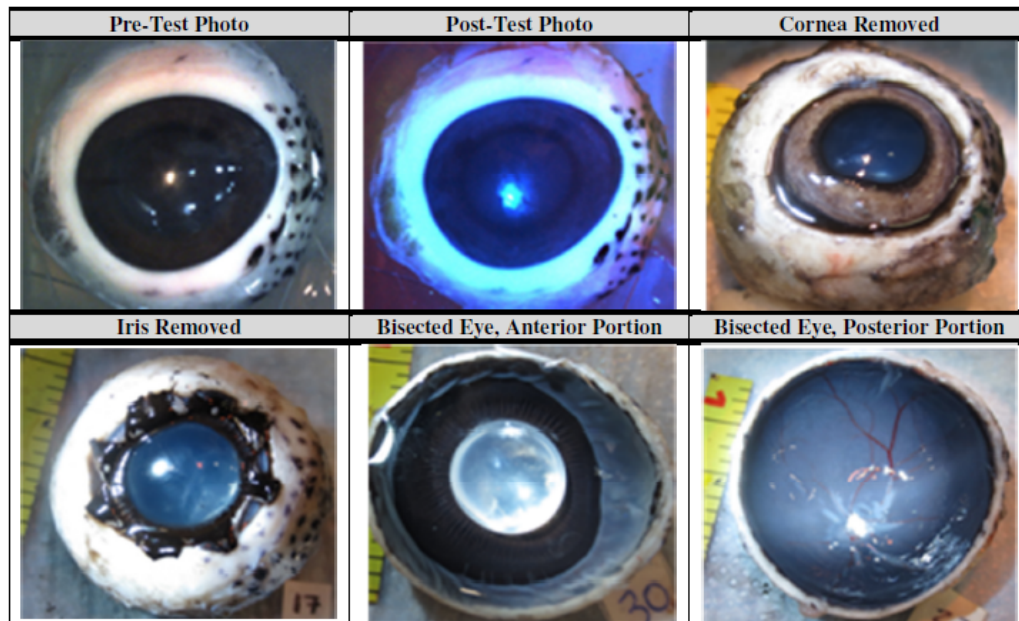 Pre-Test Photo
Post-Test Photo
Cornea Removed
Iris Removed
Bisected Eye, Anterior Portion
Bisected Eye, Posterior Portion
17
30